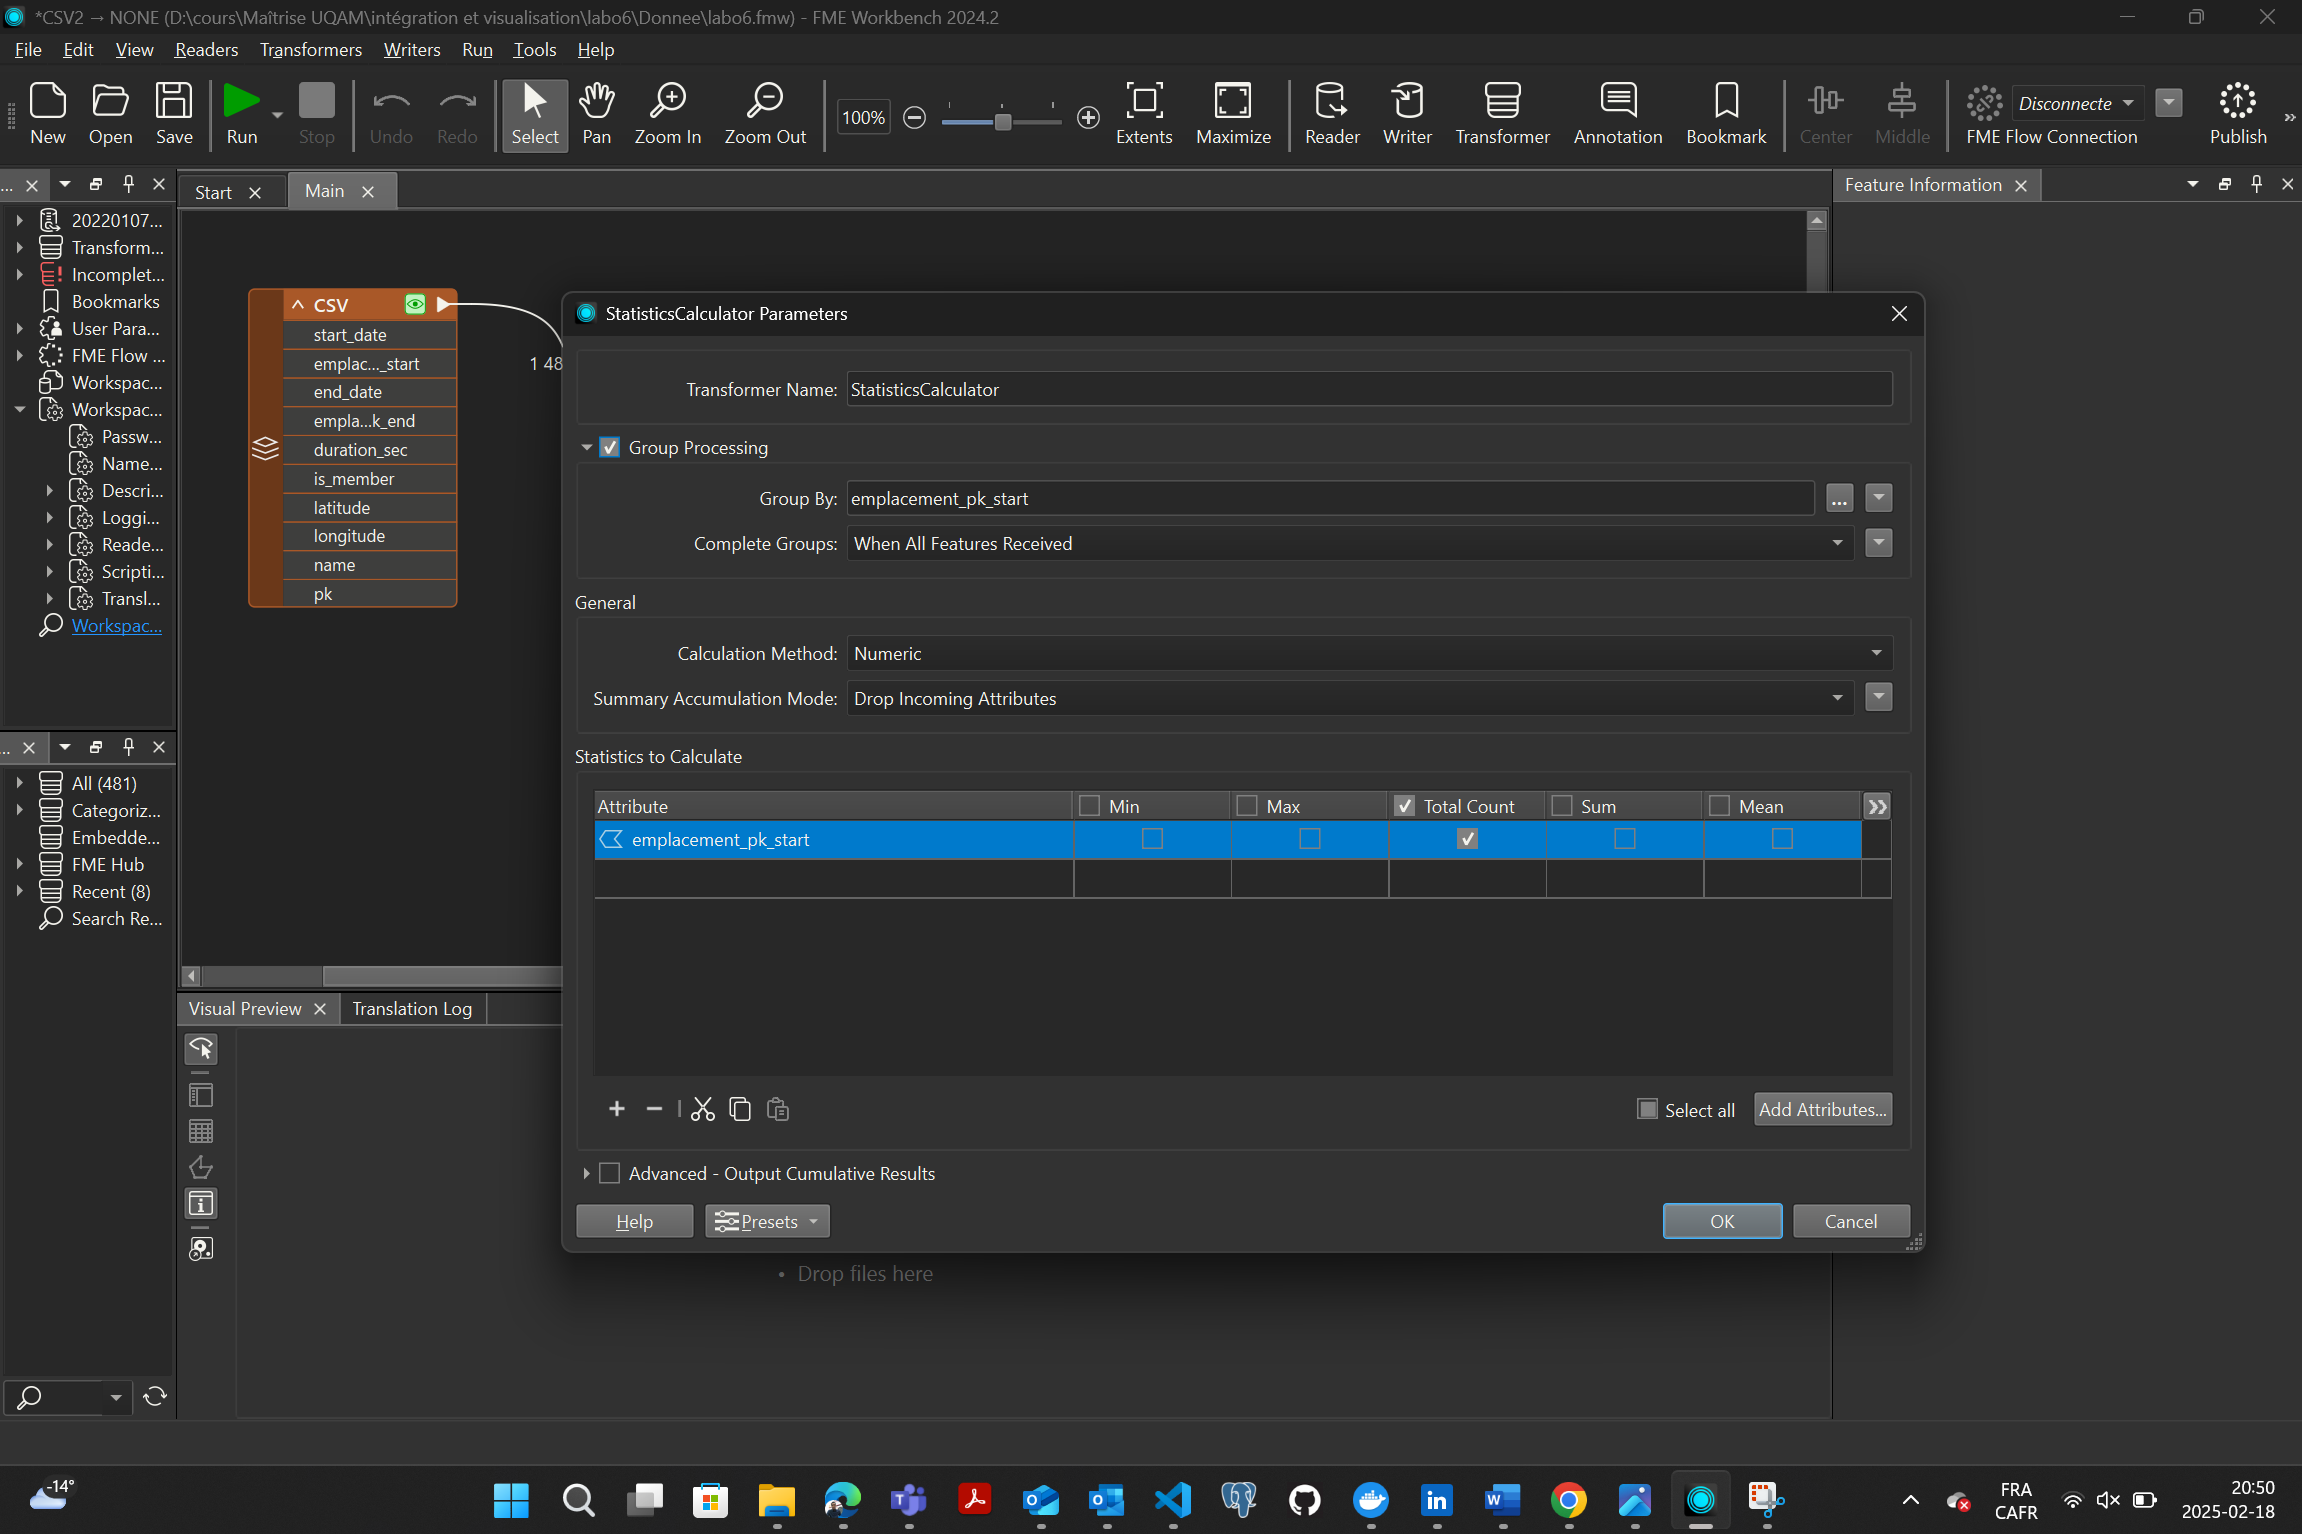 *CSV2 → NONE (D:\cours\Maîtrise UQAM\intégration et visualisation\labo6\Donnee\labo6.fmw) - FME Workbench 2024.2
File Edit View Readers Transformers Writers Run Tools Help
New Open Save Run Stop Undo Redo Select Pan Zoom In Zoom Out 100% Extents Maximize Reader Writer Transformer Annotation Bookmark Center Middle Disconnecte FME Flow Connection Publish
...
Start
Main
Feature Information
20220107...
Transform...
Incomplet...
Bookmarks
User Para...
FME Flow ...
Workspac...
Workspac...
Passw...
Name...
Descri...
Loggi...
Reade...
Scripti...
Transl...
Workspac...
CSV
start_date
emplac..._start
end_date
empla...k_end
duration_sec
is_member
latitude
longitude
name
pk
1 48
StatisticsCalculator Parameters
Transformer Name: StatisticsCalculator
Group Processing
Group By: emplacement_pk_start ...
Complete Groups: When All Features Received
General
Calculation Method: Numeric
Summary Accumulation Mode: Drop Incoming Attributes
Statistics to Calculate
Attribute Min Max Total Count Sum Mean
emplacement_pk_start
Select all Add Attributes...
Advanced - Output Cumulative Results
Help Presets OK Cancel
...
All (481)
Categoriz...
Embedde...
FME Hub
Recent (8)
Search Re...
Visual Preview
Translation Log
• Drop files here
-14°
FRA
CAFR
20:50
2025-02-18